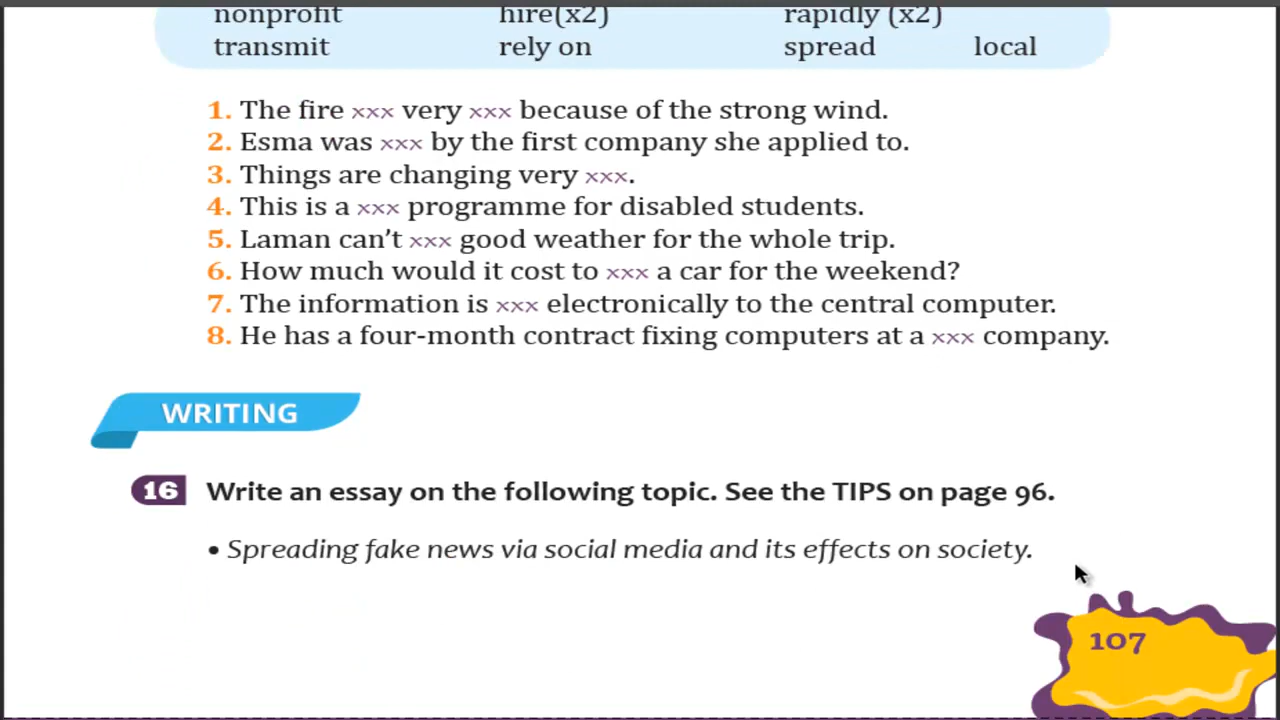 nonprofit hire(x2) rapidly (x2)
transmit rely on spread local
1. The fire xxx very xxx because of the strong wind.
2. Esma was xxx by the first company she applied to.
3. Things are changing very xxx.
4. This is a xxx programme for disabled students.
5. Laman can't xxx good weather for the whole trip.
6. How much would it cost to xxx a car for the weekend?
7. The information is xxx electronically to the central computer.
8. He has a four-month contract fixing computers at a xxx company.
WRITING
16 Write an essay on the following topic. See the TIPS on page 96.
• Spreading fake news via social media and its effects on society.
107